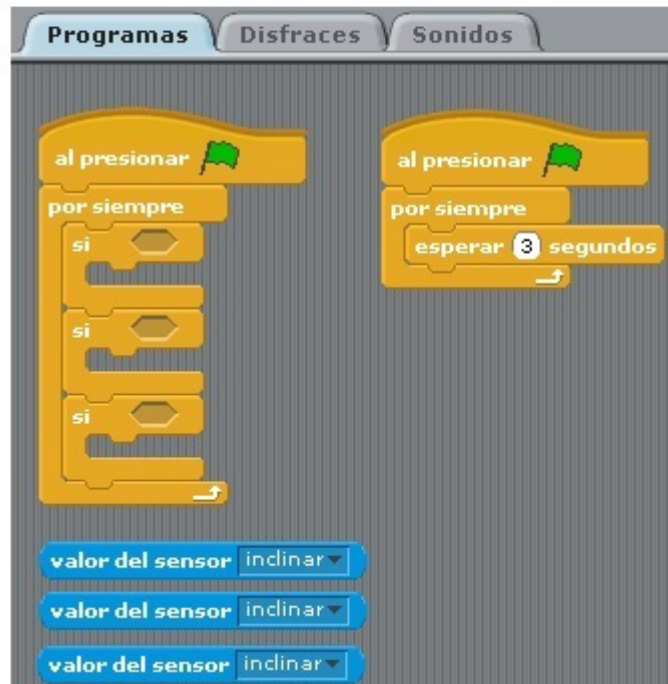 Programas Disfraces Sonidos
al presionar
por siempre
si
si
si
al presionar
por siempre
esperar 3 segundos
valor del sensor inclinar
valor del sensor inclinar
valor del sensor inclinar